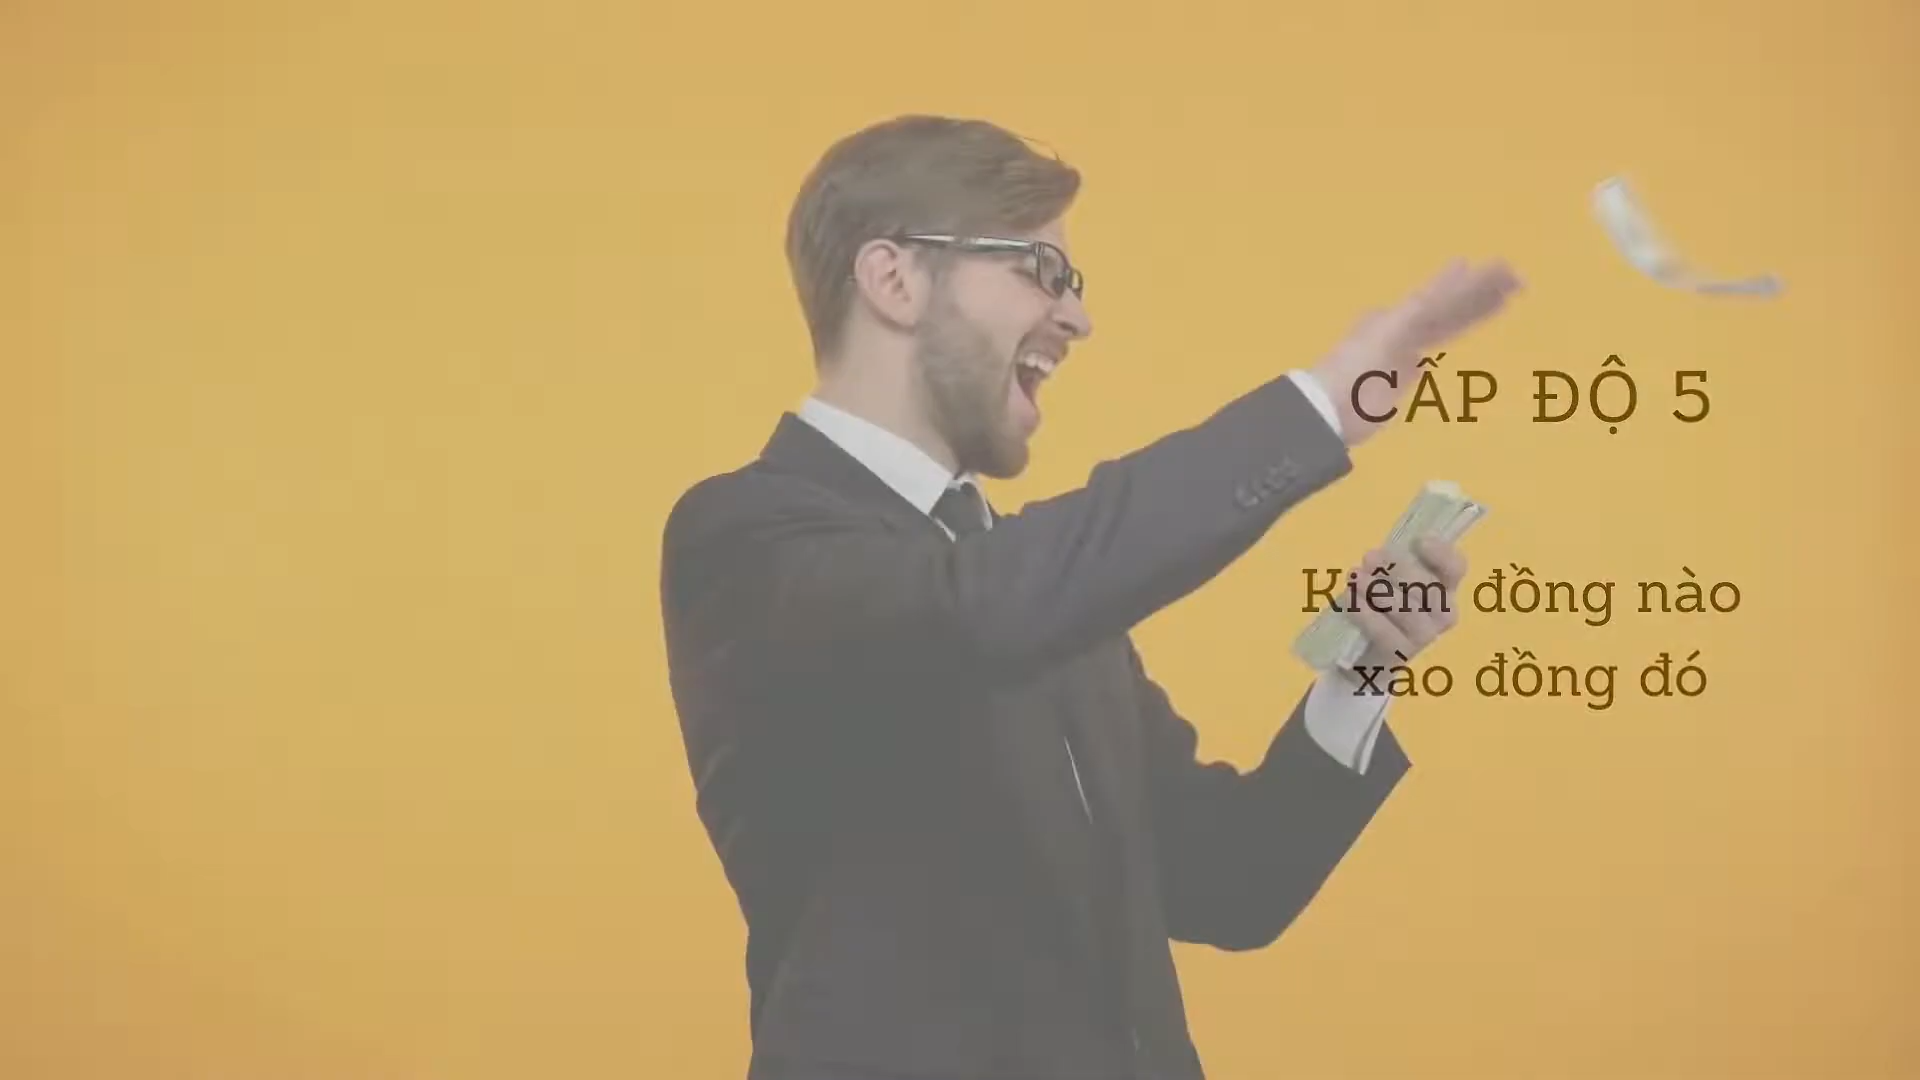 CẤP ĐỘ 5
Kiếm đồng nào
xào đồng đó